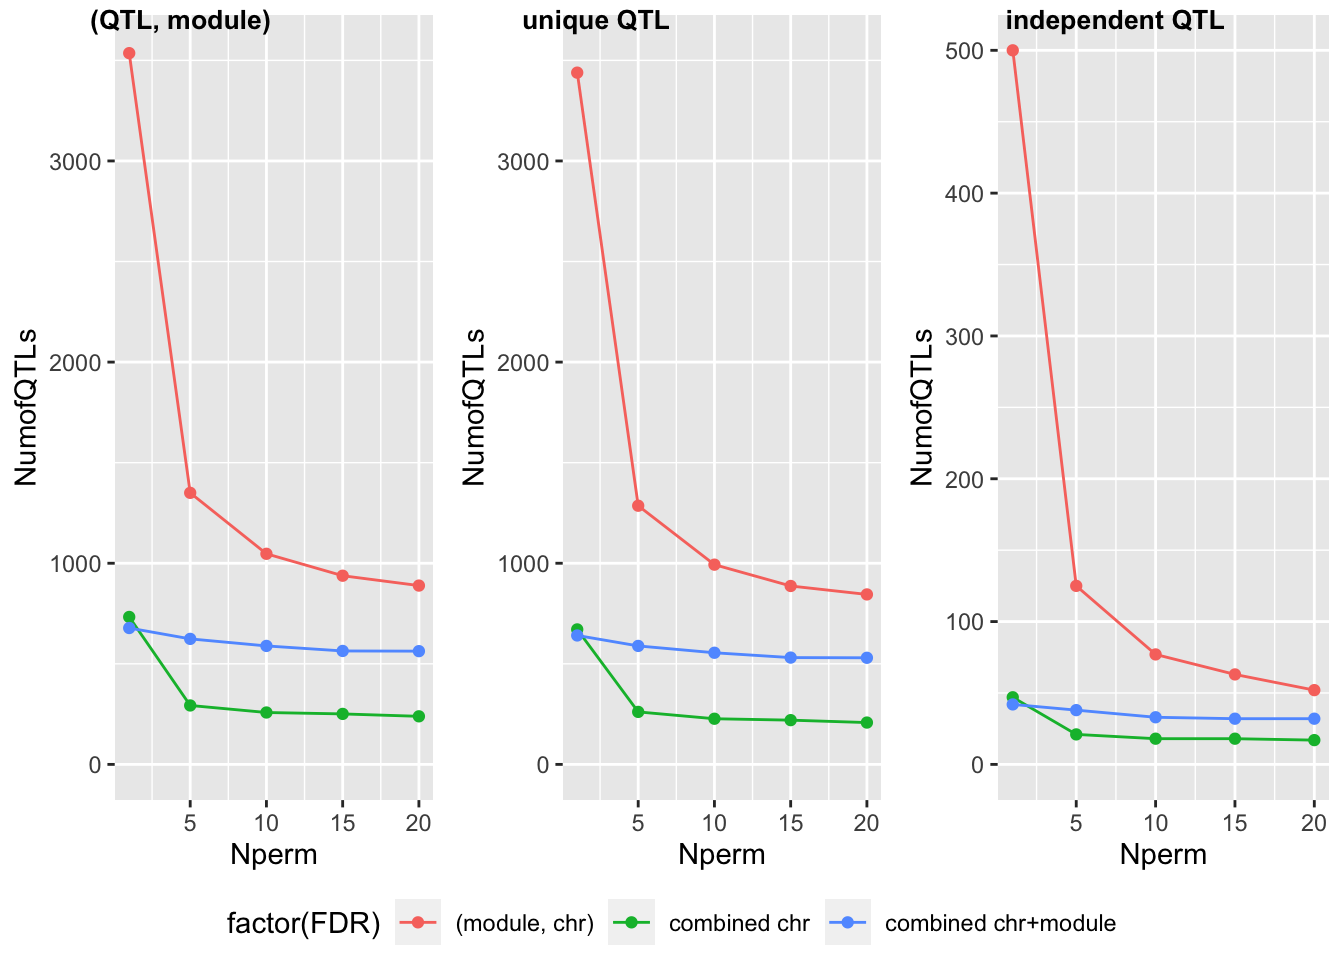 (QTL, module)
unique QTL
independent QTL
NumofQTLs
3000
2000
1000
0
5 10 15 20
Nperm
NumofQTLs
3000
2000
1000
0
5 10 15 20
Nperm
NumofQTLs
500
400
300
200
100
0
5 10 15 20
Nperm
factor(FDR) (module, chr) combined chr combined chr+module